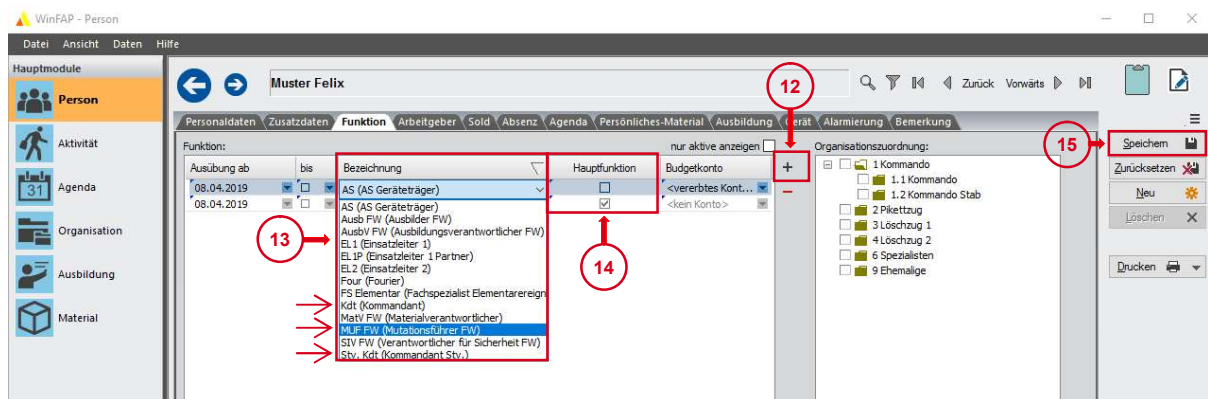 WinFAP - Person
Datei Ansicht Daten Hilfe
Hauptmodule
Person
Aktivität
31 Agenda
Organisation
Ausbildung
Material
Muster Felix
Zurück Vorwärts
12
Personaldaten Zusatzdaten Funktion Arbeitgeber Sold Absenz Agenda Persönliches-Material Ausbildung Gerät Alarmierung Bemerkung
Funktion: nur aktive anzeigen
Ausübung ab bis Bezeichnung Hauptfunktion Budgetkonto +
08.04.2019 AS (AS Geräteträger) <vererbtes Kont... −
08.04.2019 <kein Konto>
AS (AS Geräteträger)
Ausb FW (Ausbilder FW)
AusbV FW (Ausbildungsverantwortlicher FW)
EL1 (Einsatzleiter 1)
EL1P (Einsatzleiter 1 Partner)
EL2 (Einsatzleiter 2)
Four (Fourier)
FS Elementar (Fachspezialist Elementarereign
Kdt (Kommandant)
MatV FW (Materialverantwortlicher)
MUF FW (Mutationsführer FW)
SIV FW (Verantwortlicher für Sicherheit FW)
Stv. Kdt (Kommandant Stv.)
13
14
Organisationszuordnung:
1 Kommando
1.1 Kommando
1.2 Kommando Stab
2 Pikettzug
3 Löschzug 1
4 Löschzug 2
6 Spezialisten
9 Ehemalige
15
Speichern
Zurücksetzen
Neu
Löschen
Drucken